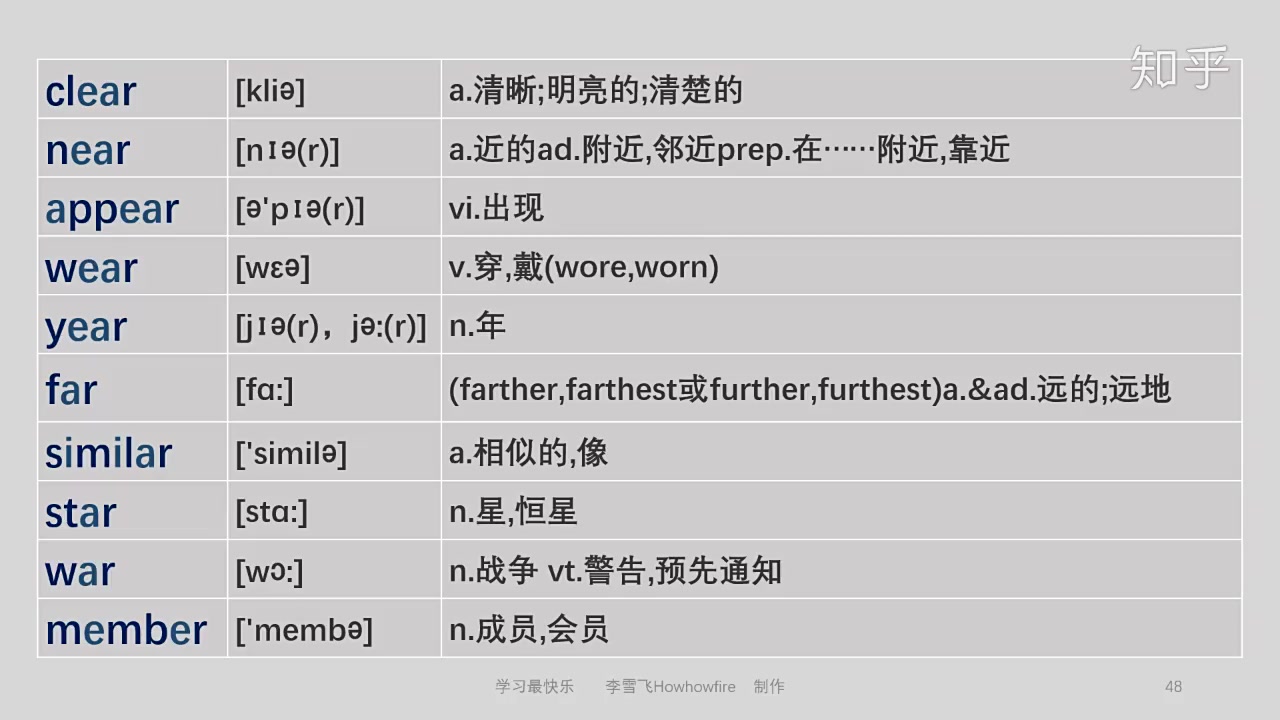 知乎
clear [kliə] a.清晰;明亮的;清楚的
near [nɪə(r)] a.近的ad.附近,邻近prep.在……附近,靠近
appear [ə'pɪə(r)] vi.出现
wear [wɛə] v.穿,戴(wore,worn)
year [jɪə(r)，jə:(r)] n.年
far [fɑ:] (farther,farthest或further,furthest)a.&ad.远的;远地
similar ['similə] a.相似的,像
star [stɑ:] n.星,恒星
war [wɔ:] n.战争 vt.警告,预先通知
member ['membə] n.成员,会员
学习最快乐 李雪飞Howhowfire 制作 48